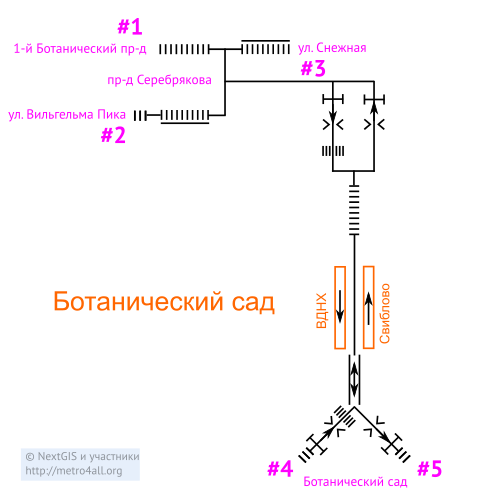 #1
1-й Ботанический пр-д
ул. Снежная
#3
пр-д Серебрякова
ул. Вильгельма Пика
#2
Ботанический сад
ВДНХ
Свиблово
© NextGIS и участники
http://metro4all.org
#4
#5
Ботанический сад